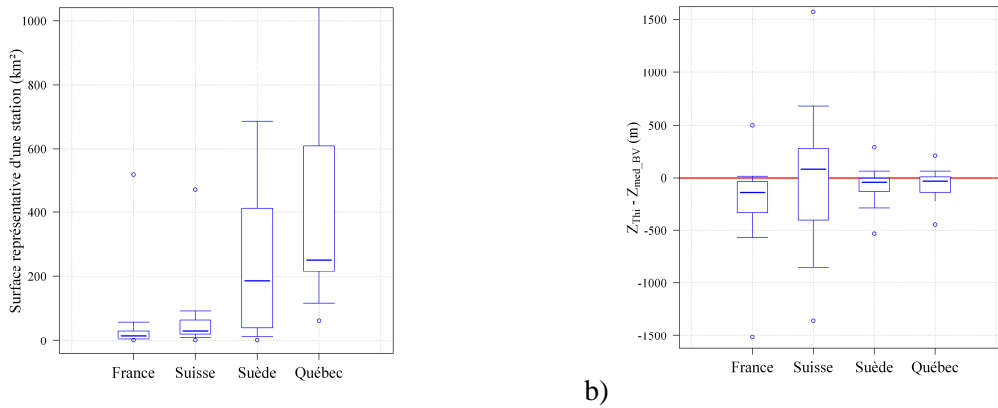 Surface représentative d'une station (km²)
1000
800
600
400
200
0
France Suisse Suède Québec
b)
Z_Thi - Z_med_BV (m)
1500
1000
500
0
-500
-1000
-1500
France Suisse Suède Québec